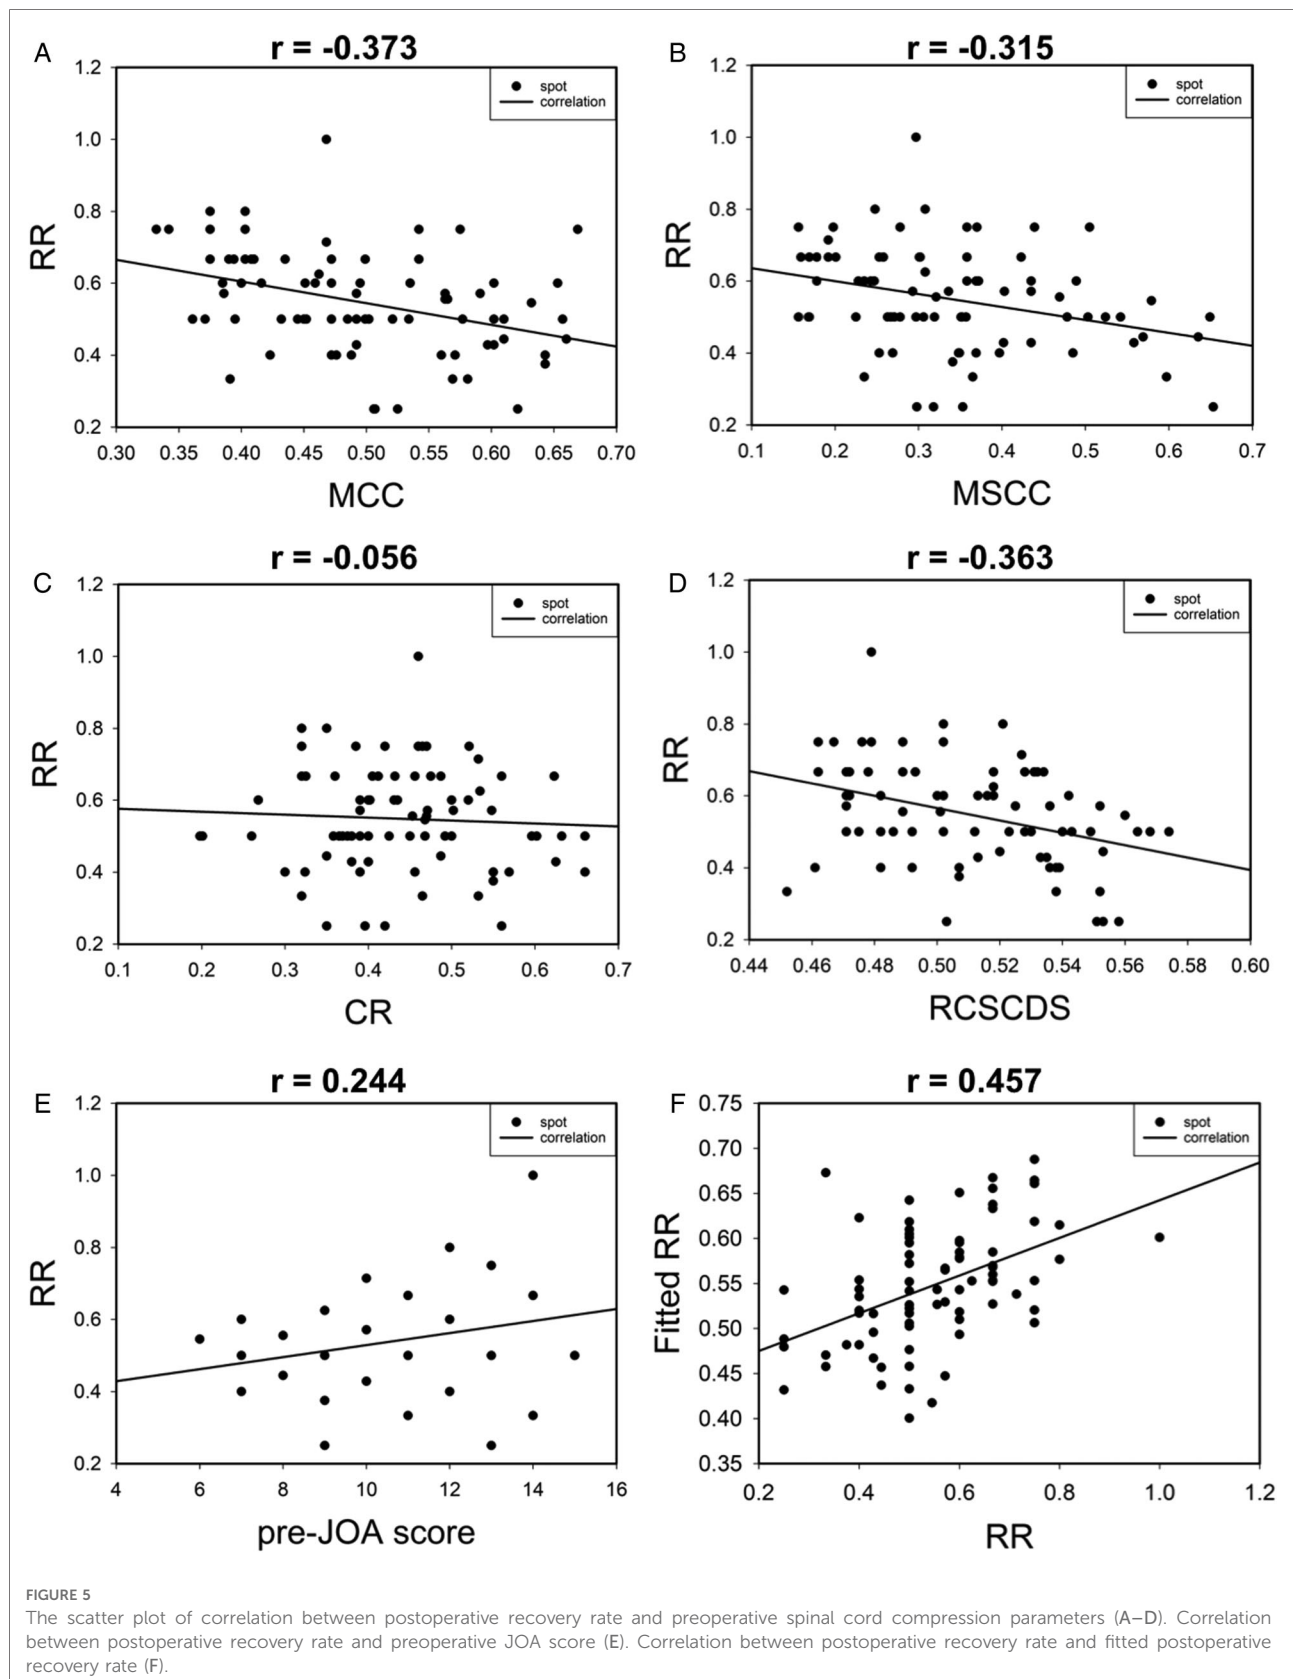 A
r = -0.373
1.2
1.0
0.8
0.6
0.4
0.2
RR
spot
correlation
0.30 0.35 0.40 0.45 0.50 0.55 0.60 0.65 0.70
MCC
B
r = -0.315
1.2
1.0
0.8
0.6
0.4
0.2
RR
spot
correlation
0.1 0.2 0.3 0.4 0.5 0.6 0.7
MSCC
C
r = -0.056
1.2
1.0
0.8
0.6
0.4
0.2
RR
spot
correlation
0.1 0.2 0.3 0.4 0.5 0.6 0.7
CR
D
r = -0.363
1.2
1.0
0.8
0.6
0.4
0.2
RR
spot
correlation
0.44 0.46 0.48 0.50 0.52 0.54 0.56 0.58 0.60
RCSCDS
E
r = 0.244
1.2
1.0
0.8
0.6
0.4
0.2
RR
spot
correlation
4 6 8 10 12 14 16
pre-JOA score
F
r = 0.457
0.75
0.70
0.65
0.60
0.55
0.50
0.45
0.40
0.35
Fitted RR
spot
correlation
0.2 0.4 0.6 0.8 1.0 1.2
RR
FIGURE 5
The scatter plot of correlation between postoperative recovery rate and preoperative spinal cord compression parameters (A–D). Correlation
between postoperative recovery rate and preoperative JOA score (E). Correlation between postoperative recovery rate and fitted postoperative
recovery rate (F).